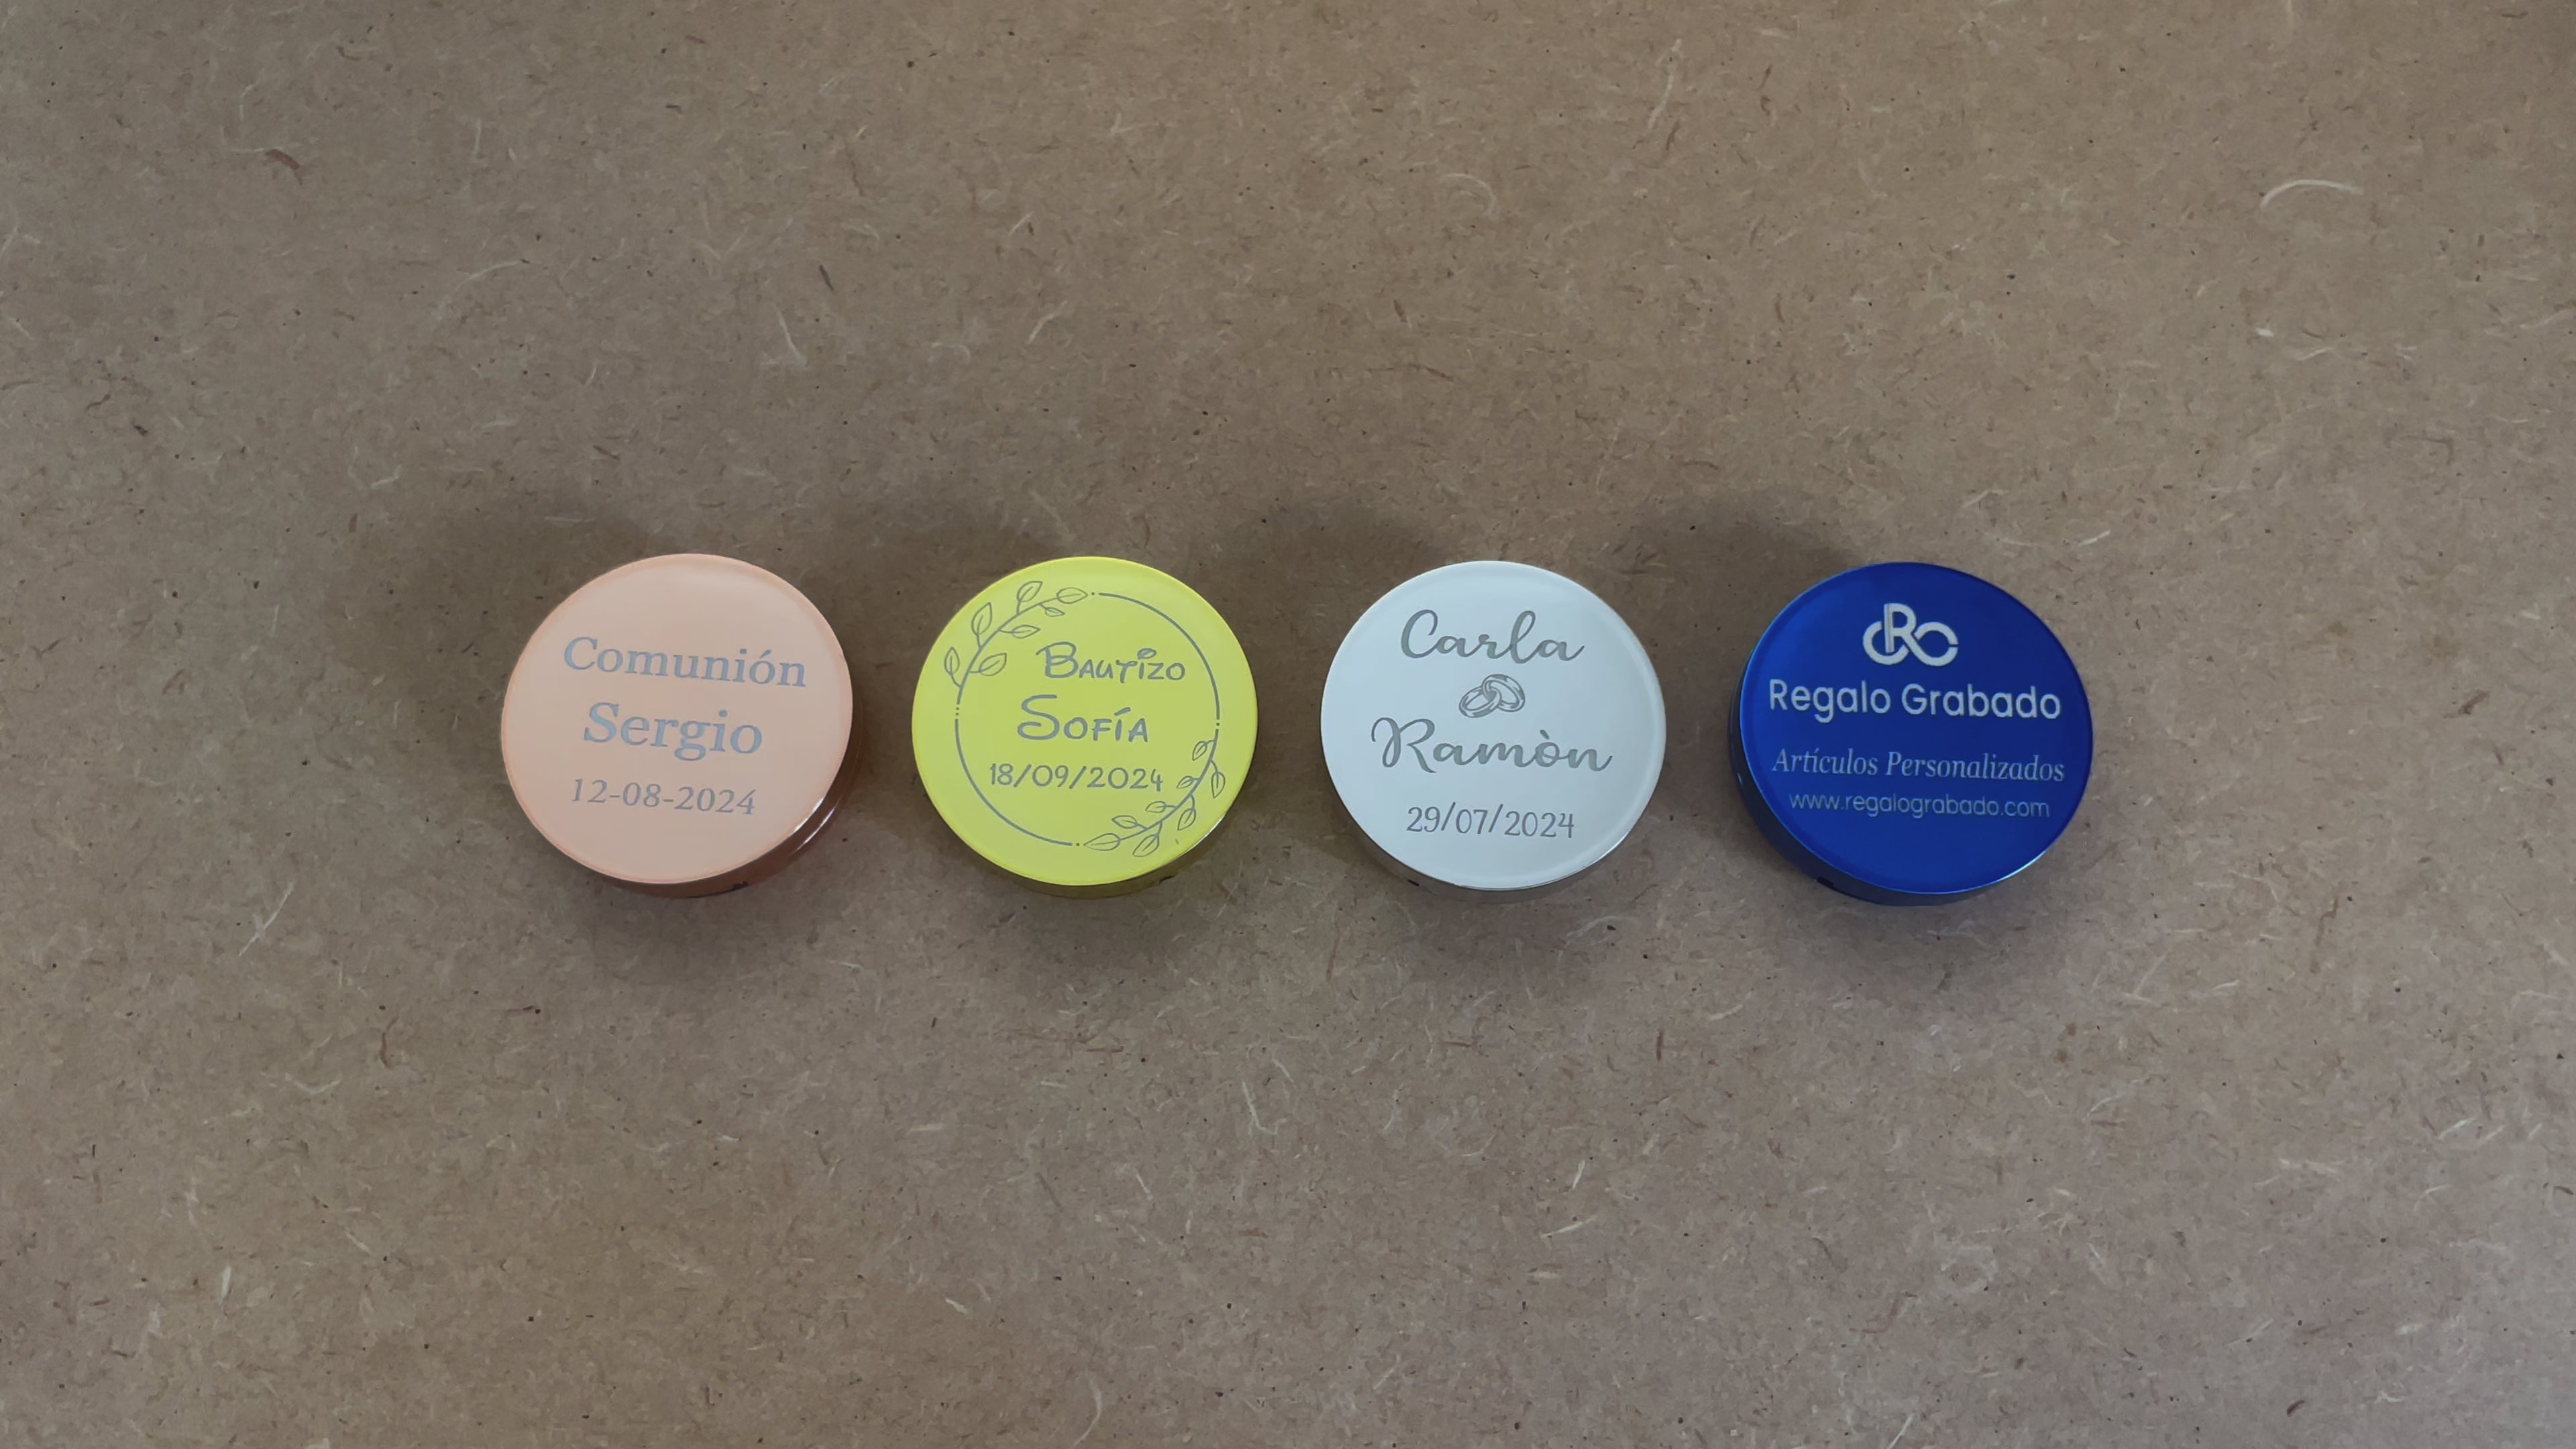 Comunión
Sergio
12-08-2024
Bautizo
Sofía
18/09/2024
Carla
Ramòn
29/07/2024
Regalo Grabado
Artículos Personalizados
www.regalograbado.com